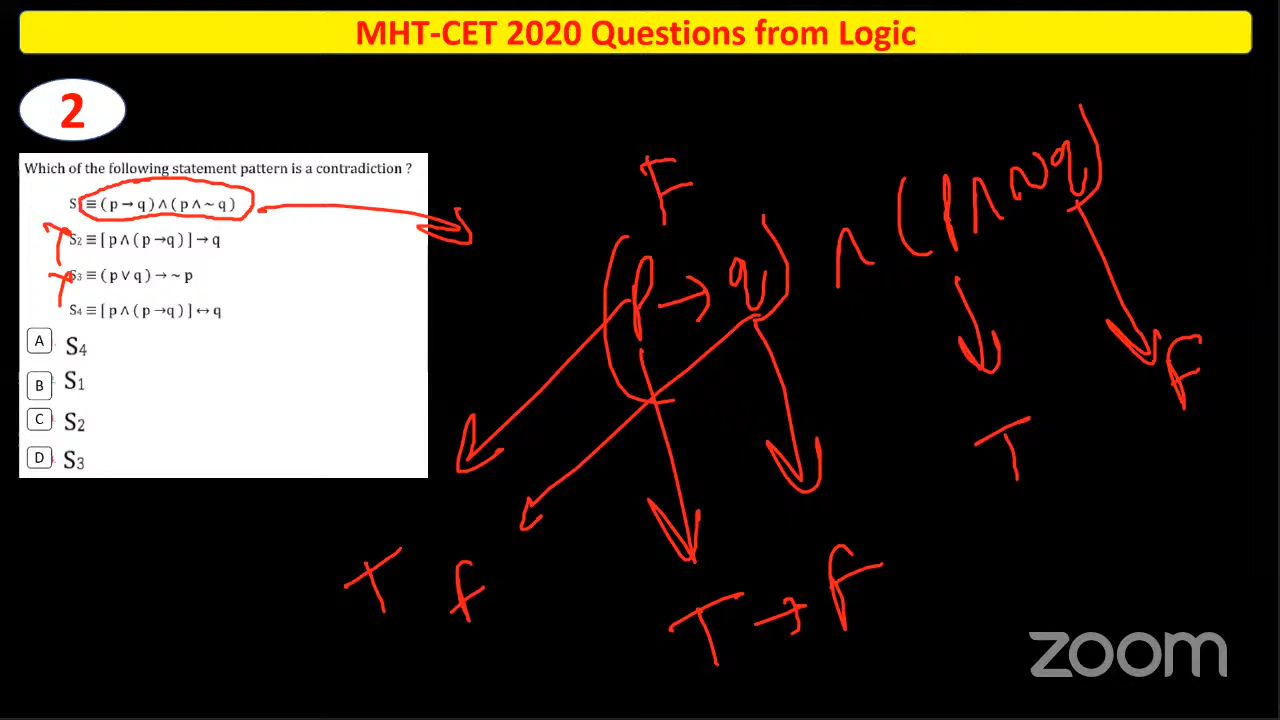 MHT-CET 2020 Questions from Logic
2
Which of the following statement pattern is a contradiction ?
S1 ≡ ( p → q ) ∧ ( p ∧ ~ q )
S2 ≡ [ p ∧ ( p →q ) ] → q
S3 ≡ ( p ∨ q ) → ~ p
S4 ≡ [ p ∧ ( p →q ) ] ↔ q
A S4
B S1
C S2
D S3
F
(p → q) ∧ (p ∧ ~q)
F
T
T F
T → F
T
T
zoom